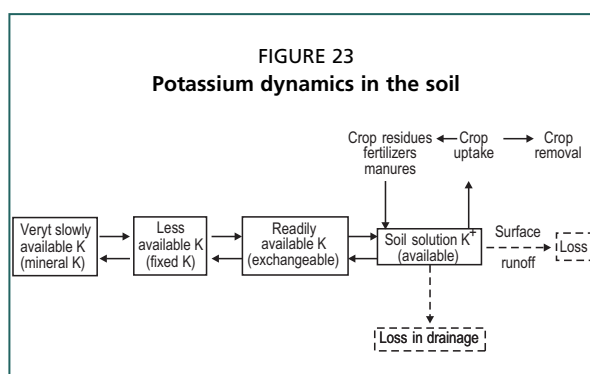 FIGURE 23
Potassium dynamics in the soil
Crop residues
fertilizers
manures
Crop
uptake
Crop
removal
Veryt slowly
available K
(mineral K)
Less
available K
(fixed K)
Readily
available K
(exchangeable)
Soil solution K+
(available)
Surface
runoff
Loss
Loss in drainage